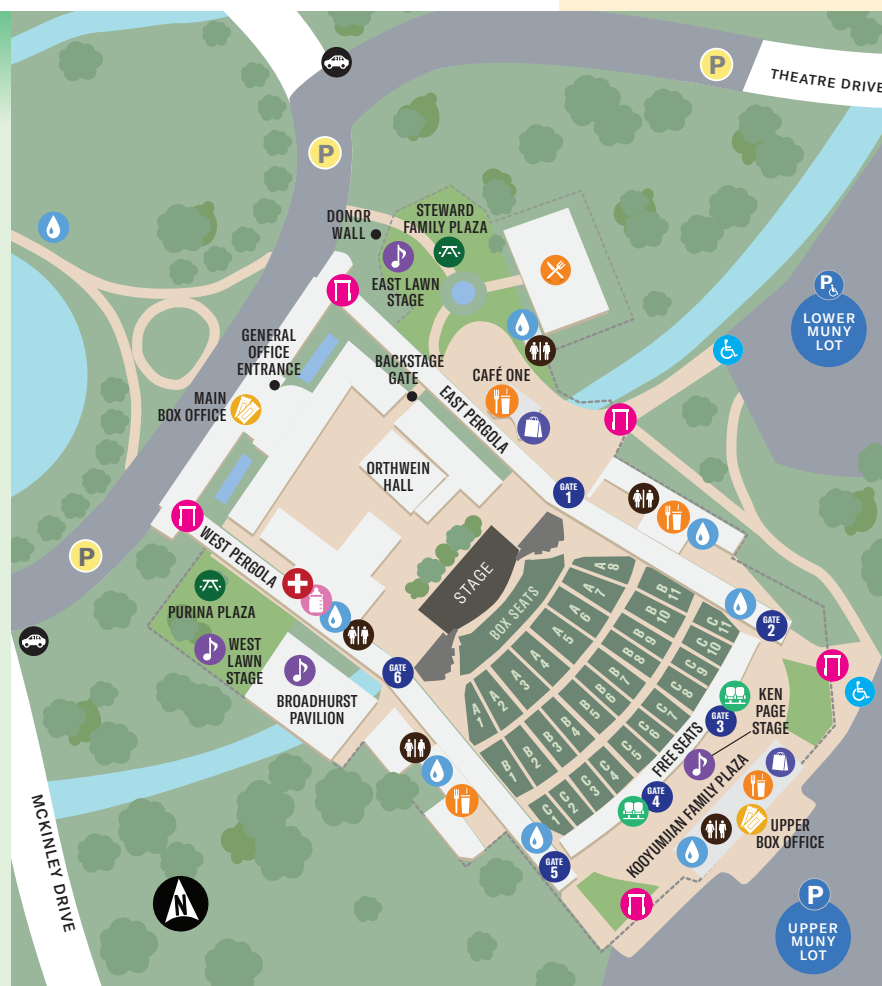 P
THEATRE DRIVE
P
DONOR
WALL
STEWARD
FAMILY PLAZA
EAST LAWN
STAGE
P
LOWER
MUNY
LOT
GENERAL
OFFICE
ENTRANCE
BACKSTAGE
GATE
CAFÉ ONE
MAIN
BOX OFFICE
EAST PERGOLA
ORTHWEIN
HALL
GATE
1
WEST PERGOLA
P
STAGE
BOX SEATS
PURINA PLAZA
WEST
LAWN
STAGE
BROADHURST
PAVILION
GATE
6
GATE
2
A
1
A
2
A
3
A
4
A
5
A
6
A
7
A
8
B
1
B
2
B
3
B
4
B
5
B
6
B
7
B
8
B
9
B
10
B
11
C
1
C
2
C
3
C
4
C
5
C
6
C
7
C
8
C
9
C
10
C
11
FREE SEATS
GATE
3
KEN
PAGE
STAGE
GATE
4
KOOYUMJIAN FAMILY PLAZA
UPPER
BOX OFFICE
GATE
5
MCKINLEY DRIVE
N
P
UPPER
MUNY
LOT